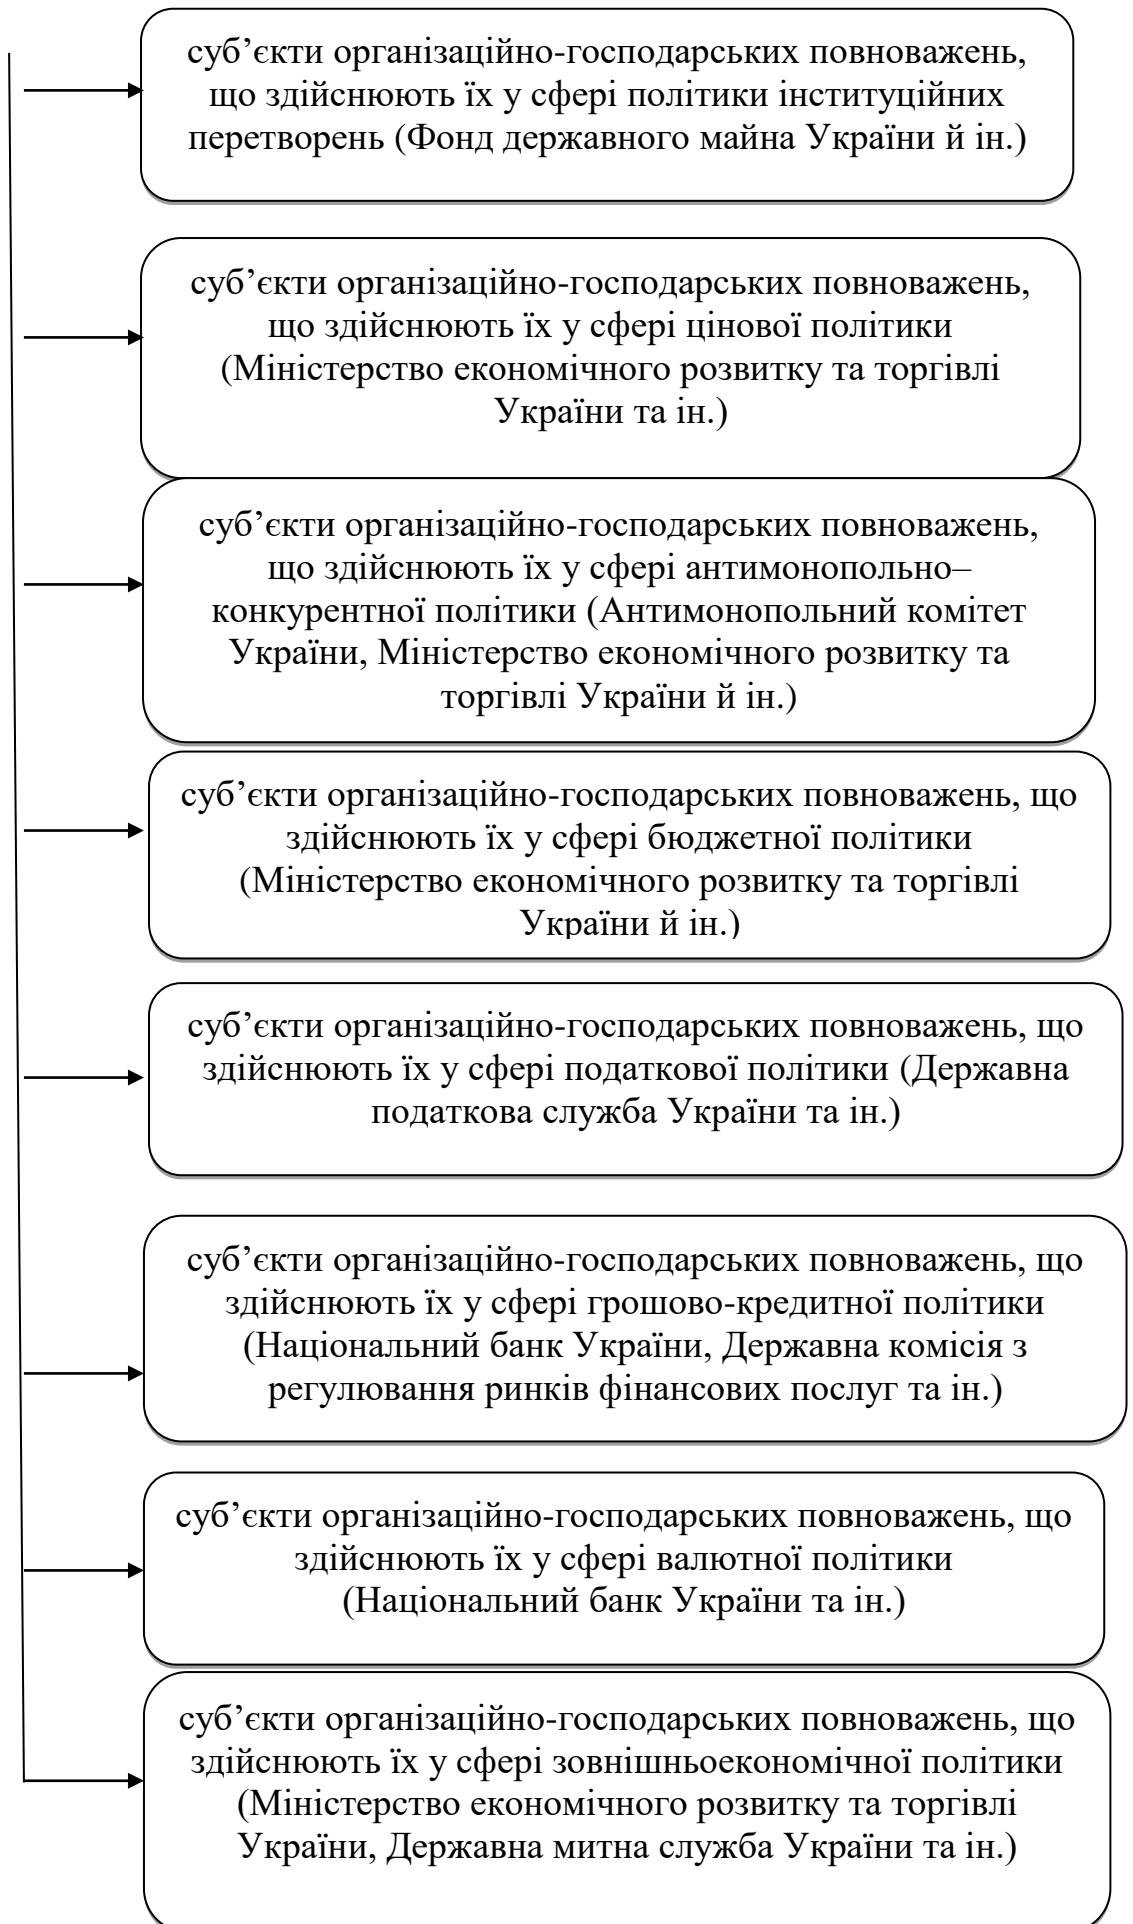 суб’єкти організаційно-господарських повноважень,
що здійснюють їх у сфері політики інституційних
перетворень (Фонд державного майна України й ін.)
суб’єкти організаційно-господарських повноважень,
що здійснюють їх у сфері цінової політики
(Міністерство економічного розвитку та торгівлі
України та ін.)
суб’єкти організаційно-господарських повноважень,
що здійснюють їх у сфері антимонопольно–
конкурентної політики (Антимонопольний комітет
України, Міністерство економічного розвитку та
торгівлі України й ін.)
суб’єкти організаційно-господарських повноважень, що
здійснюють їх у сфері бюджетної політики
(Міністерство економічного розвитку та торгівлі
України й ін.)
суб’єкти організаційно-господарських повноважень, що
здійснюють їх у сфері податкової політики (Державна
податкова служба України та ін.)
суб’єкти організаційно-господарських повноважень, що
здійснюють їх у сфері грошово-кредитної політики
(Національний банк України, Державна комісія з
регулювання ринків фінансових послуг та ін.)
суб’єкти організаційно-господарських повноважень, що
здійснюють їх у сфері валютної політики
(Національний банк України та ін.)
суб’єкти організаційно-господарських повноважень, що
здійснюють їх у сфері зовнішньоекономічної політики
(Міністерство економічного розвитку та торгівлі
України, Державна митна служба України та ін.)